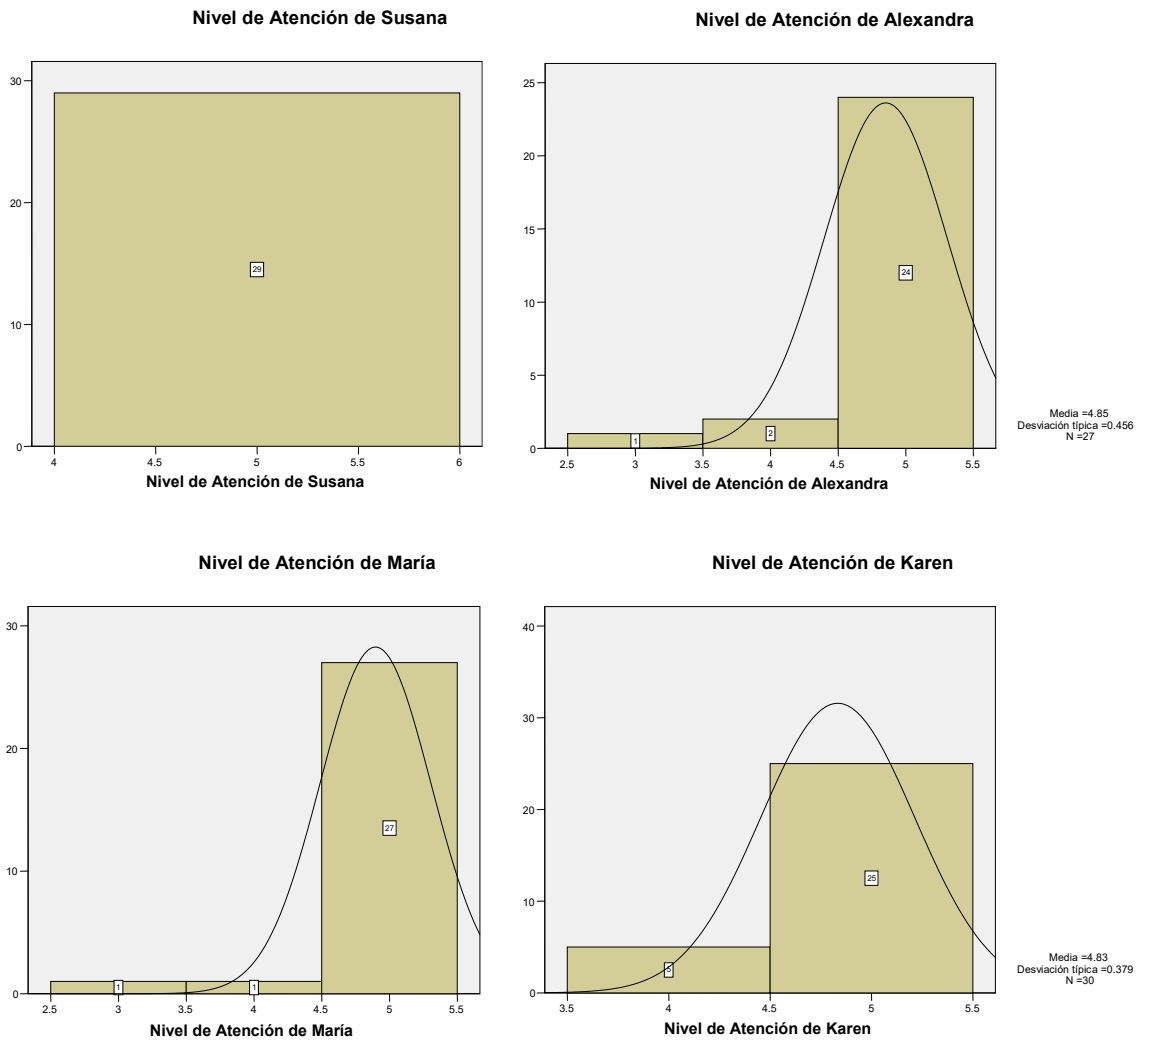 Nivel de Atención de Susana
30
20
10
0
29
4 4.5 5 5.5 6
Nivel de Atención de Susana
Nivel de Atención de Alexandra
25
20
15
10
5
0
1
2
24
2.5 3 3.5 4 4.5 5 5.5
Nivel de Atención de Alexandra
Media =4.85
Desviación típica =0.456
N =27
Nivel de Atención de María
30
20
10
0
1
1
27
2.5 3 3.5 4 4.5 5 5.5
Nivel de Atención de María
Nivel de Atención de Karen
40
30
20
10
0
5
25
3.5 4 4.5 5 5.5
Nivel de Atención de Karen
Media =4.83
Desviación típica =0.379
N =30